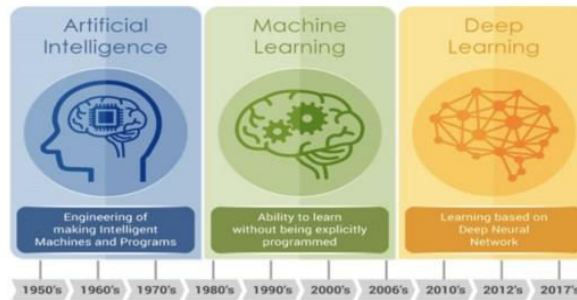 Artificial
Intelligence
Engineering of
making Intelligent
Machines and Programs
Machine
Learning
Ability to learn
without being explicitly
programmed
Deep
Learning
Learning based on
Deep Neural
Network
1950's 1960's 1970's 1980's 1990's 2000's 2006's 2010's 2012's 2017's